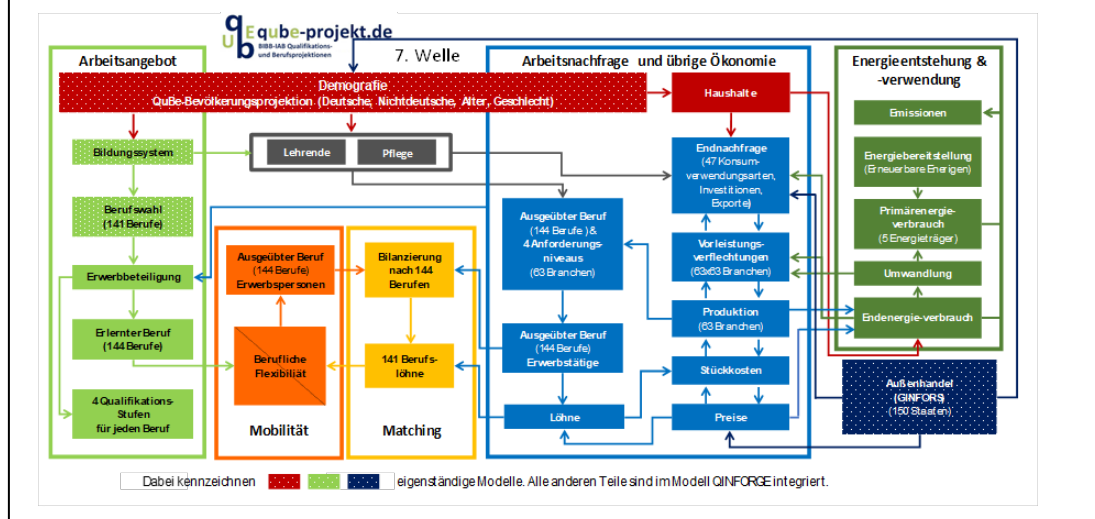 qube-projekt.de
BIBB-IAB Qualifikations-
und Berufsprojektionen
7. Welle
Arbeitsangebot
Arbeitsnachfrage und übrige Ökonomie
Energieentstehung &
-verwendung
Demografie
QuBe-Bevölkerungsprojektion (Deutsche, Nichtdeutsche, Alter, Geschlecht)
Haushalte
Emissionen
Bildungssystem
Lehrende
Pflege
Endnachfrage
(47 Konsum-
verwendungsarten,
Investitionen,
Exporte)
Energiebereitstellung
(Erneuerbare Enerigen)
Berufswahl
(141 Berufe)
Ausgeübter Beruf
(144 Berufe) &
4 Anforderungs-
niveaus
(63 Branchen)
Primärenergie-
verbrauch
(5 Energieträger)
Erwerbbeteiligung
Ausgeübter Beruf
(144 Berufe)
Erwerbspersonen
Bilanzierung
nach 144
Berufen
Vorleistungs-
verflechtungen
(63x63 Branchen)
Umwandlung
Erlernter Beruf
(144 Berufe)
Berufliche
Flexibiliät
141 Berufs-
löhne
Ausgeübter Beruf
(144 Berufe)
Erwerbstätige
Produktion
(63 Branchen)
Endenergie-verbrauch
4 Qualifikations-
Stufen
für jeden Beruf
Mobilität
Matching
Löhne
Stückkosten
Preise
Außenhandel
(GINFORS)
(150 Staaten)
Dabei kennzeichnen eigenständige Modelle. Alle anderen Teile sind im Modell QINFORGE integriert.